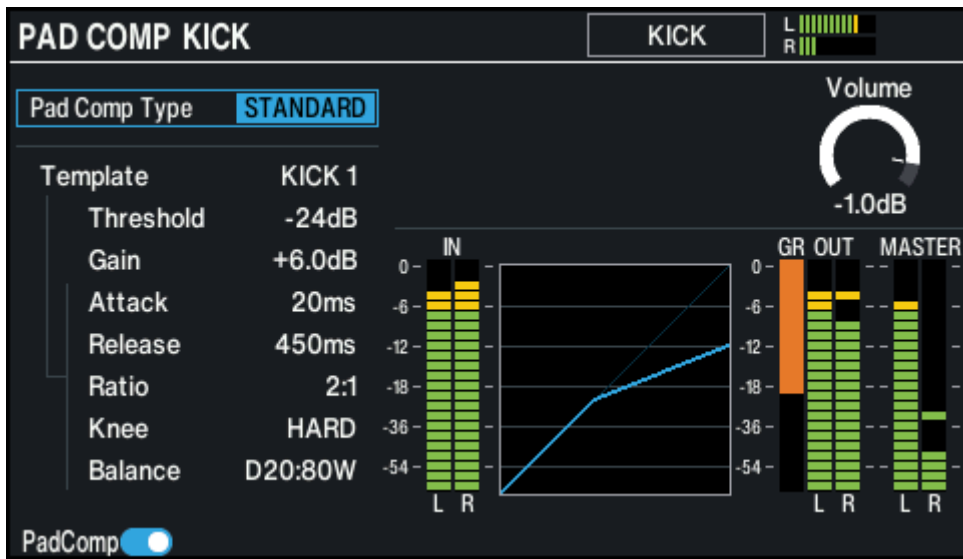 PAD COMP KICK KICK L
R
Pad Comp Type STANDARD
Volume
-1.0dB
Template KICK 1
Threshold -24dB
Gain +6.0dB
Attack 20ms
Release 450ms
Ratio 2:1
Knee HARD
Balance D20:80W
PadComp
IN
0
-6
-12
-18
-36
-54
L R
GR OUT MASTER
0
-6
-12
-18
-36
-54
L R L R